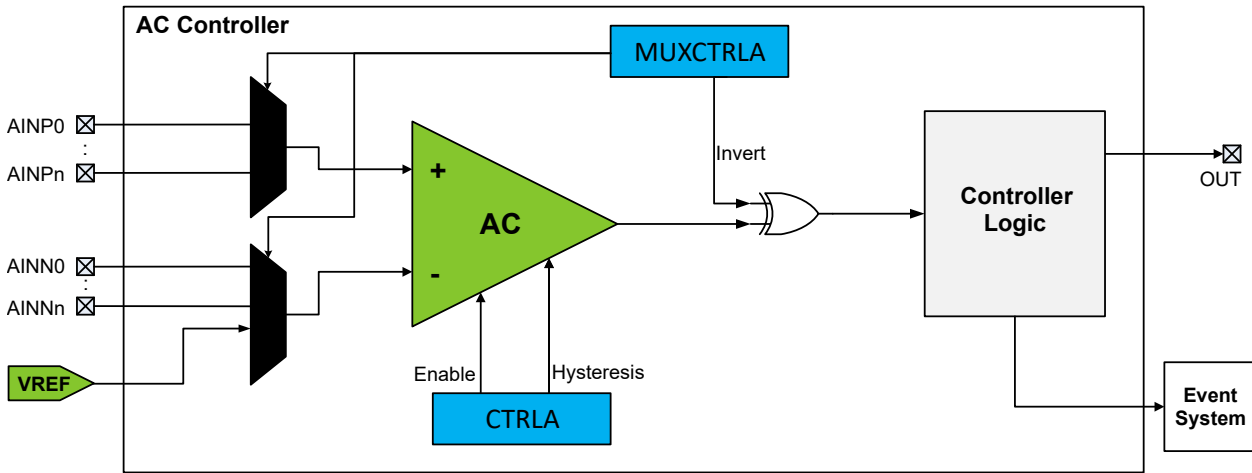 AC Controller
MUXCTRLA
AINP0
:
AINPn
Invert
OUT
+
AC
-
Controller
Logic
AINN0
:
AINNn
VREF
Enable
Hysteresis
CTRLA
Event
System